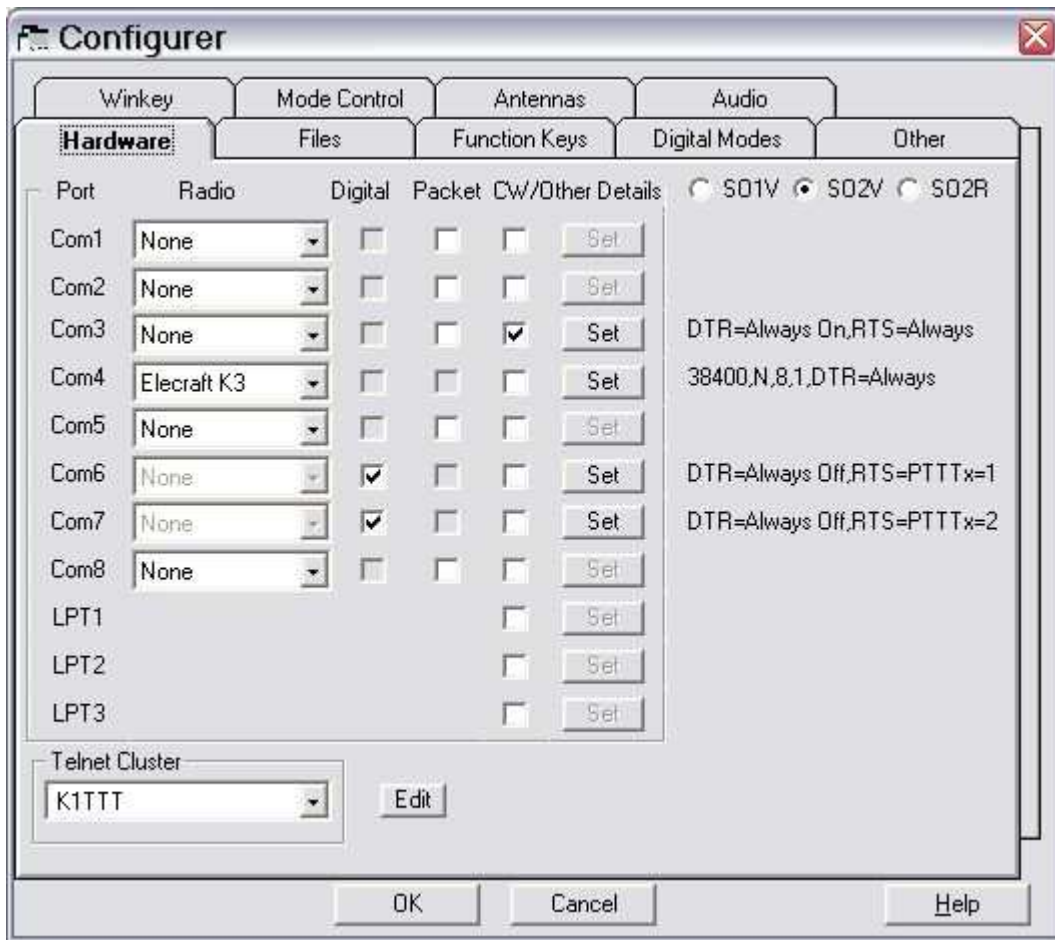 Configurer
Winkey Mode Control Antennas Audio
Hardware Files Function Keys Digital Modes Other
Port Radio Digital Packet CW/Other Details SO1V SO2V SO2R
Com1 None Set
Com2 None Set
Com3 None Set DTR=Always On,RTS=Always
Com4 Elecraft K3 Set 38400,N,8,1,DTR=Always
Com5 None Set
Com6 None Set DTR=Always Off,RTS=PTTTx=1
Com7 None Set DTR=Always Off,RTS=PTTTx=2
Com8 None Set
LPT1 Set
LPT2 Set
LPT3 Set
Telnet Cluster
K1TTT Edit
OK Cancel Help